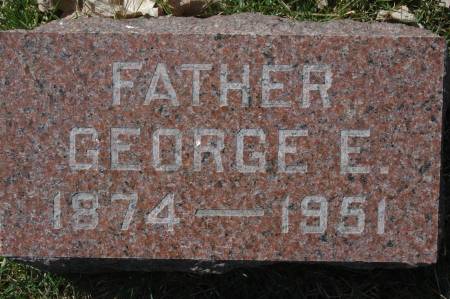 FATHER
GEORGE E.
1874 — 1951